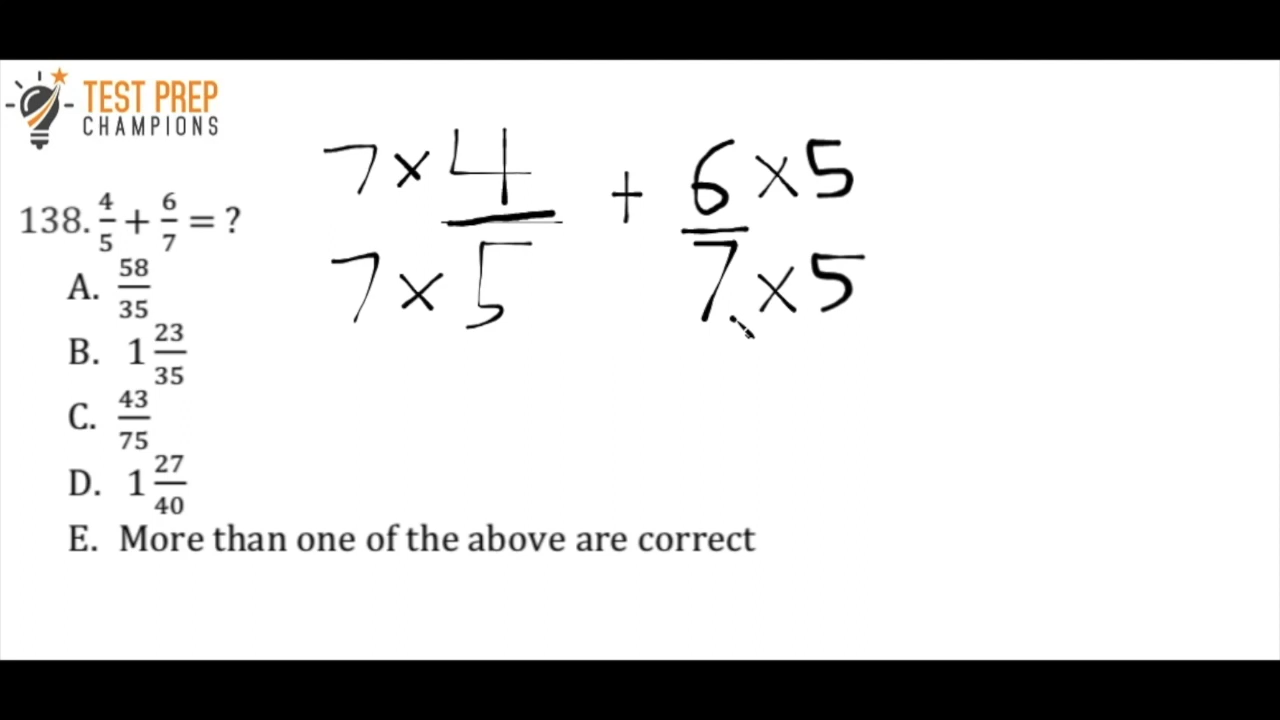 TEST PREP
CHAMPIONS
7 × 4 + 6 × 5
7 × 5 7 × 5
138. 4/5 + 6/7 = ?
A. 58/35
B. 1 23/35
C. 43/75
D. 1 27/40
E. More than one of the above are correct